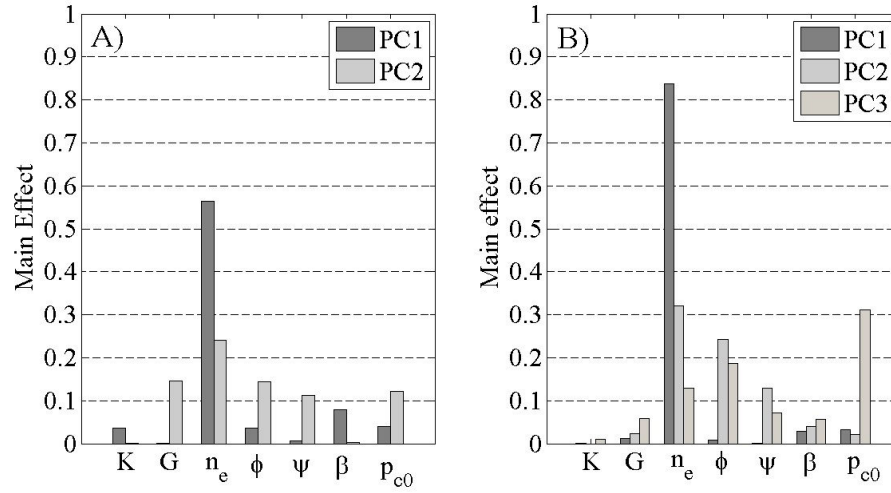 A)
PC1
PC2
Main Effect
1
0.9
0.8
0.7
0.6
0.5
0.4
0.3
0.2
0.1
0
K G n_e ϕ ψ β p_c0
B)
PC1
PC2
PC3
Main effect
1
0.9
0.8
0.7
0.6
0.5
0.4
0.3
0.2
0.1
0
K G n_e ϕ ψ β p_c0